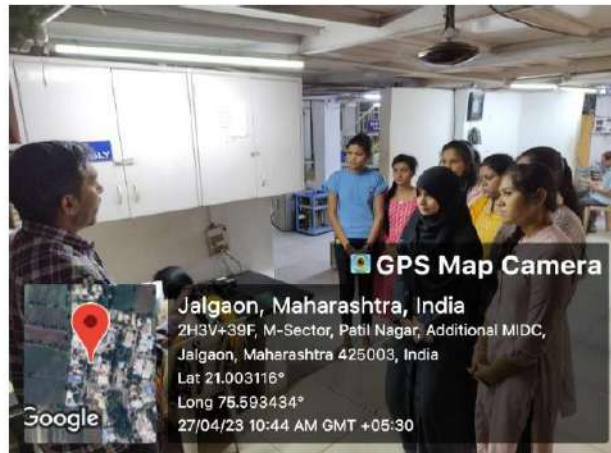 BLY
GPS Map Camera
Jalgaon, Maharashtra, India
2H3V+39F, M-Sector, Patil Nagar, Additional MIDC,
Jalgaon, Maharashtra 425003, India
Lat 21.003116°
Long 75.593434°
27/04/23 10:44 AM GMT +05:30
Google